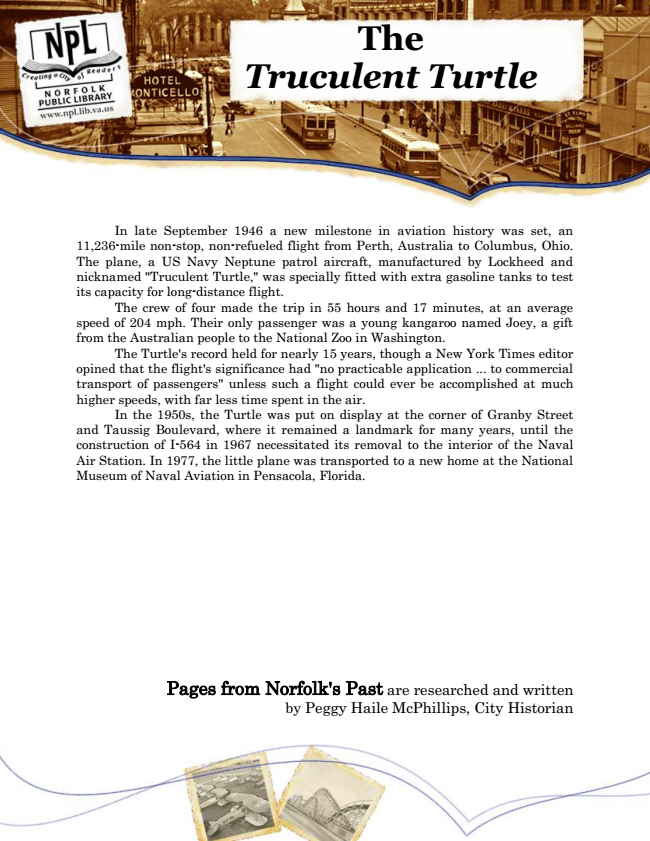 NPL
Creating a City of Readers
NORFOLK
PUBLIC LIBRARY
www.npl.lib.va.us
HOTEL
MONTICELLO
MONTICELLO
The
Truculent Turtle
In late September 1946 a new milestone in aviation history was set, an
11,236-mile non-stop, non-refueled flight from Perth, Australia to Columbus, Ohio.
The plane, a US Navy Neptune patrol aircraft, manufactured by Lockheed and
nicknamed "Truculent Turtle," was specially fitted with extra gasoline tanks to test
its capacity for long-distance flight.
The crew of four made the trip in 55 hours and 17 minutes, at an average
speed of 204 mph. Their only passenger was a young kangaroo named Joey, a gift
from the Australian people to the National Zoo in Washington.
The Turtle's record held for nearly 15 years, though a New York Times editor
opined that the flight's significance had "no practicable application ... to commercial
transport of passengers" unless such a flight could ever be accomplished at much
higher speeds, with far less time spent in the air.
In the 1950s, the Turtle was put on display at the corner of Granby Street
and Taussig Boulevard, where it remained a landmark for many years, until the
construction of I-564 in 1967 necessitated its removal to the interior of the Naval
Air Station. In 1977, the little plane was transported to a new home at the National
Museum of Naval Aviation in Pensacola, Florida.
Pages from Norfolk's Past are researched and written
by Peggy Haile McPhillips, City Historian